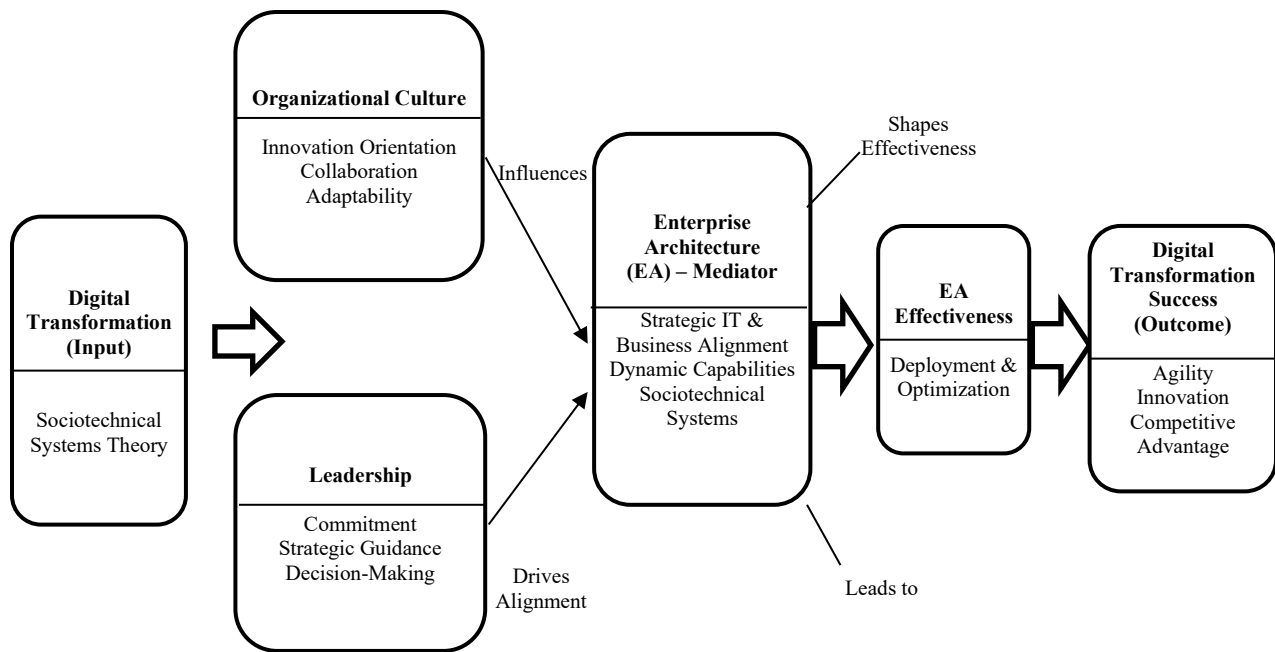 Digital
Transformation
(Input)
Sociotechnical
Systems Theory
Organizational Culture
Innovation Orientation
Collaboration
Adaptability
Leadership
Commitment
Strategic Guidance
Decision-Making
Influences
Drives
Alignment
Enterprise
Architecture
(EA) – Mediator
Strategic IT &
Business Alignment
Dynamic Capabilities
Sociotechnical
Systems
Shapes
Effectiveness
Leads to
EA
Effectiveness
Deployment &
Optimization
Digital
Transformation
Success
(Outcome)
Agility
Innovation
Competitive
Advantage